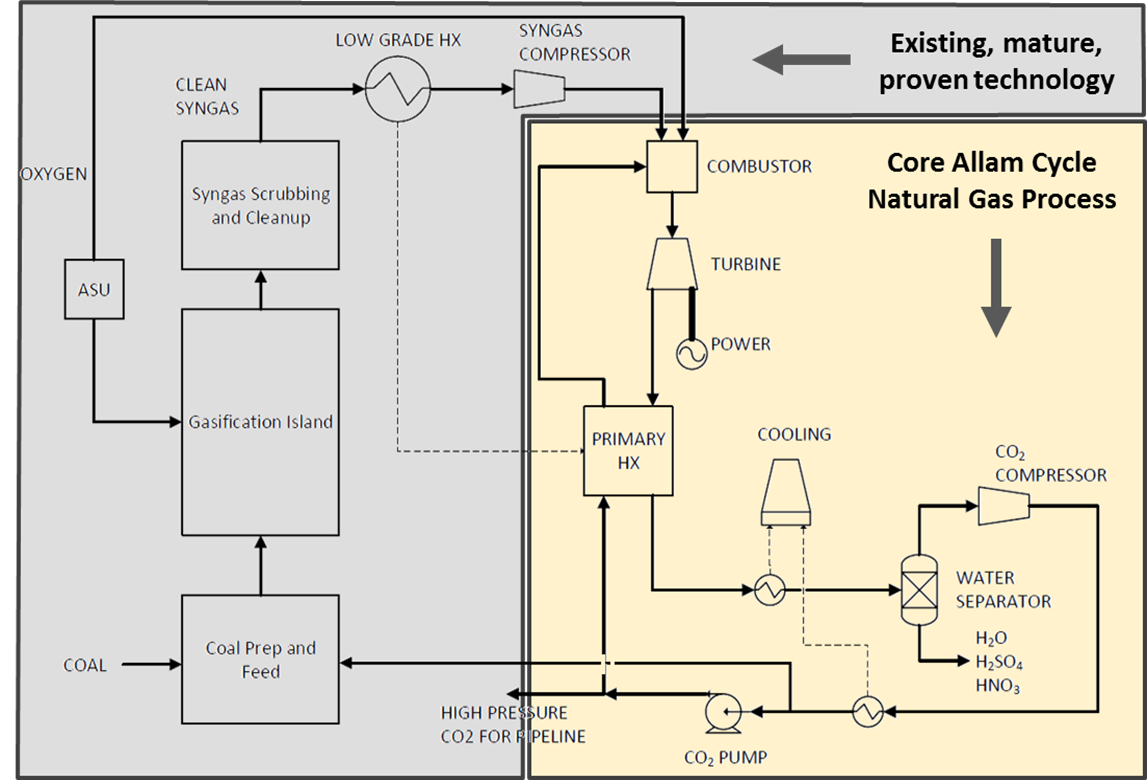 LOW GRADE HX
SYNGAS
COMPRESSOR
Existing, mature,
proven technology
CLEAN
SYNGAS
OXYGEN
Syngas Scrubbing
and Cleanup
COMBUSTOR
Core Allam Cycle
Natural Gas Process
ASU
TURBINE
POWER
Gasification Island
PRIMARY
HX
COOLING
CO₂
COMPRESSOR
WATER
SEPARATOR
COAL
Coal Prep and
Feed
H₂O
H₂SO₄
HNO₃
HIGH PRESSURE
CO2 FOR PIPELINE
CO₂ PUMP